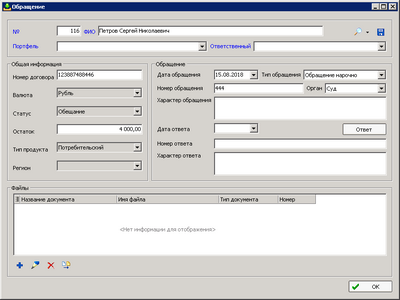 Обращение
№ 116 ФИО Петров Сергей Николаевич
Портфель Ответственный
Общая информация
Номер договора 123887488446
Валюта Рубль
Статус Обещание
Остаток 4 000,00
Тип продукта Потребительский
Регион
Обращение
Дата обращения 15.08.2018 Тип обращения Обращение нарочно
Номер обращения 444 Орган Суд
Характер обращения
Дата ответа Ответ
Номер ответа
Характер ответа
Файлы
Название документа Имя файла Тип документа Номер
<Нет информации для отображения>
OK